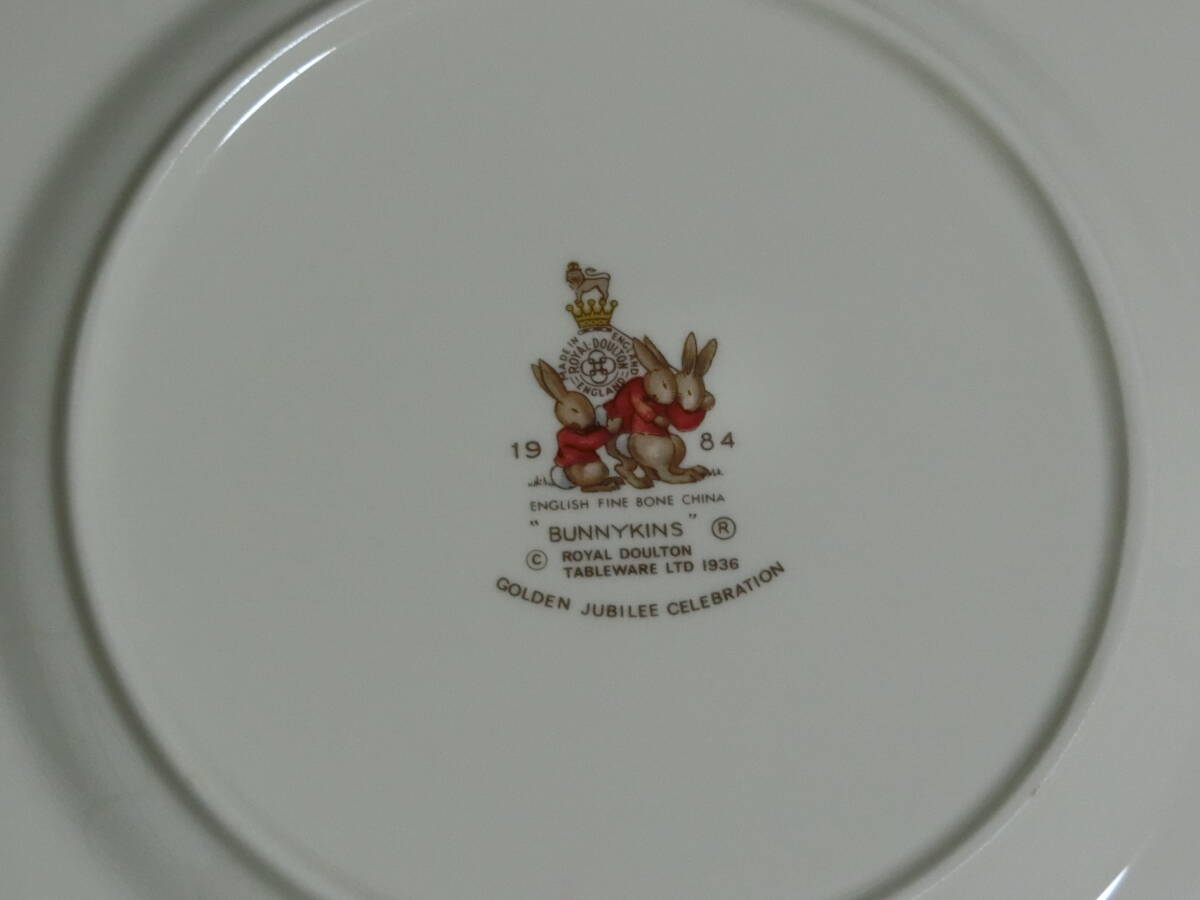 MADE IN ENGLAND
ROYAL DOULTON
ENGLAND
19 84
ENGLISH FINE BONE CHINA
"BUNNYKINS" ®
© ROYAL DOULTON
TABLEWARE LTD 1936
GOLDEN JUBILEE CELEBRATION